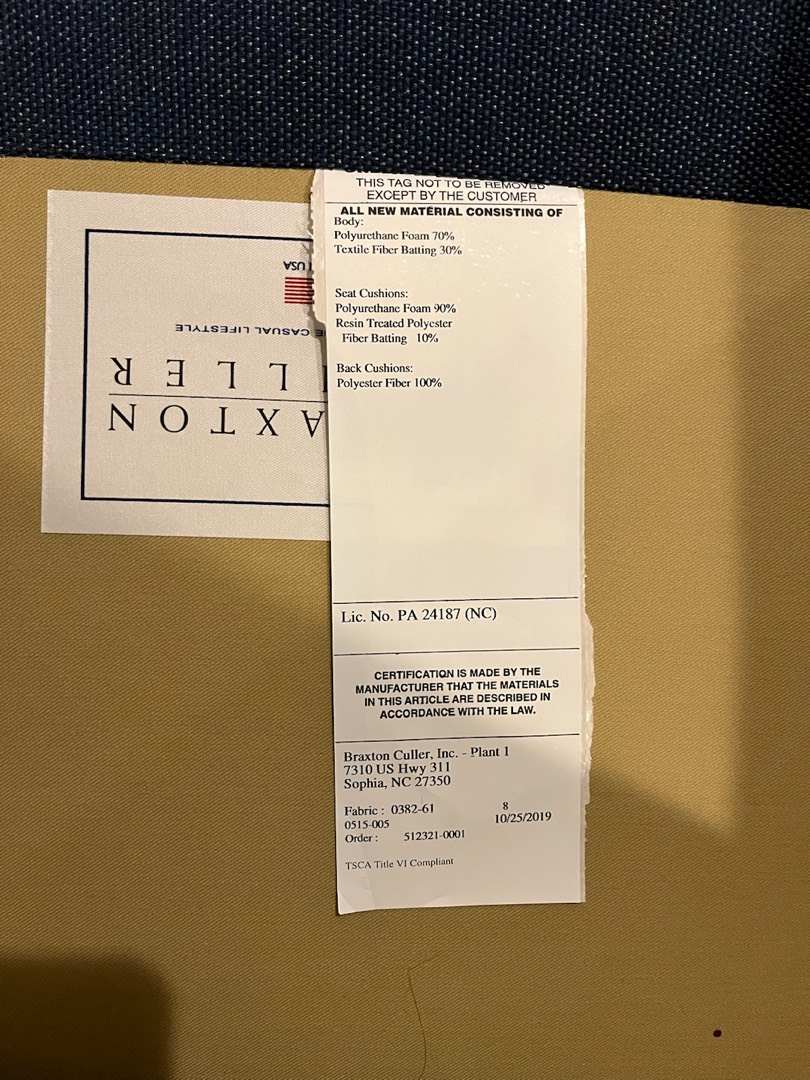 THIS TAG NOT TO BE REMOVED
EXCEPT BY THE CUSTOMER
ALL NEW MATERIAL CONSISTING OF
Body:
Polyurethane Foam 70%
Textile Fiber Batting 30%
Seat Cushions:
Polyurethane Foam 90%
Resin Treated Polyester
Fiber Batting 10%
Back Cushions:
Polyester Fiber 100%
Lic. No. PA 24187 (NC)
CERTIFICATION IS MADE BY THE
MANUFACTURER THAT THE MATERIALS
IN THIS ARTICLE ARE DESCRIBED IN
ACCORDANCE WITH THE LAW.
Braxton Culler, Inc. - Plant 1
7310 US Hwy 311
Sophia, NC 27350
Fabric : 0382-61 8
0515-005 10/25/2019
Order : 512321-0001
TSCA Title VI Compliant
AXTON
LLER
CASUAL LIFESTYLE
USA